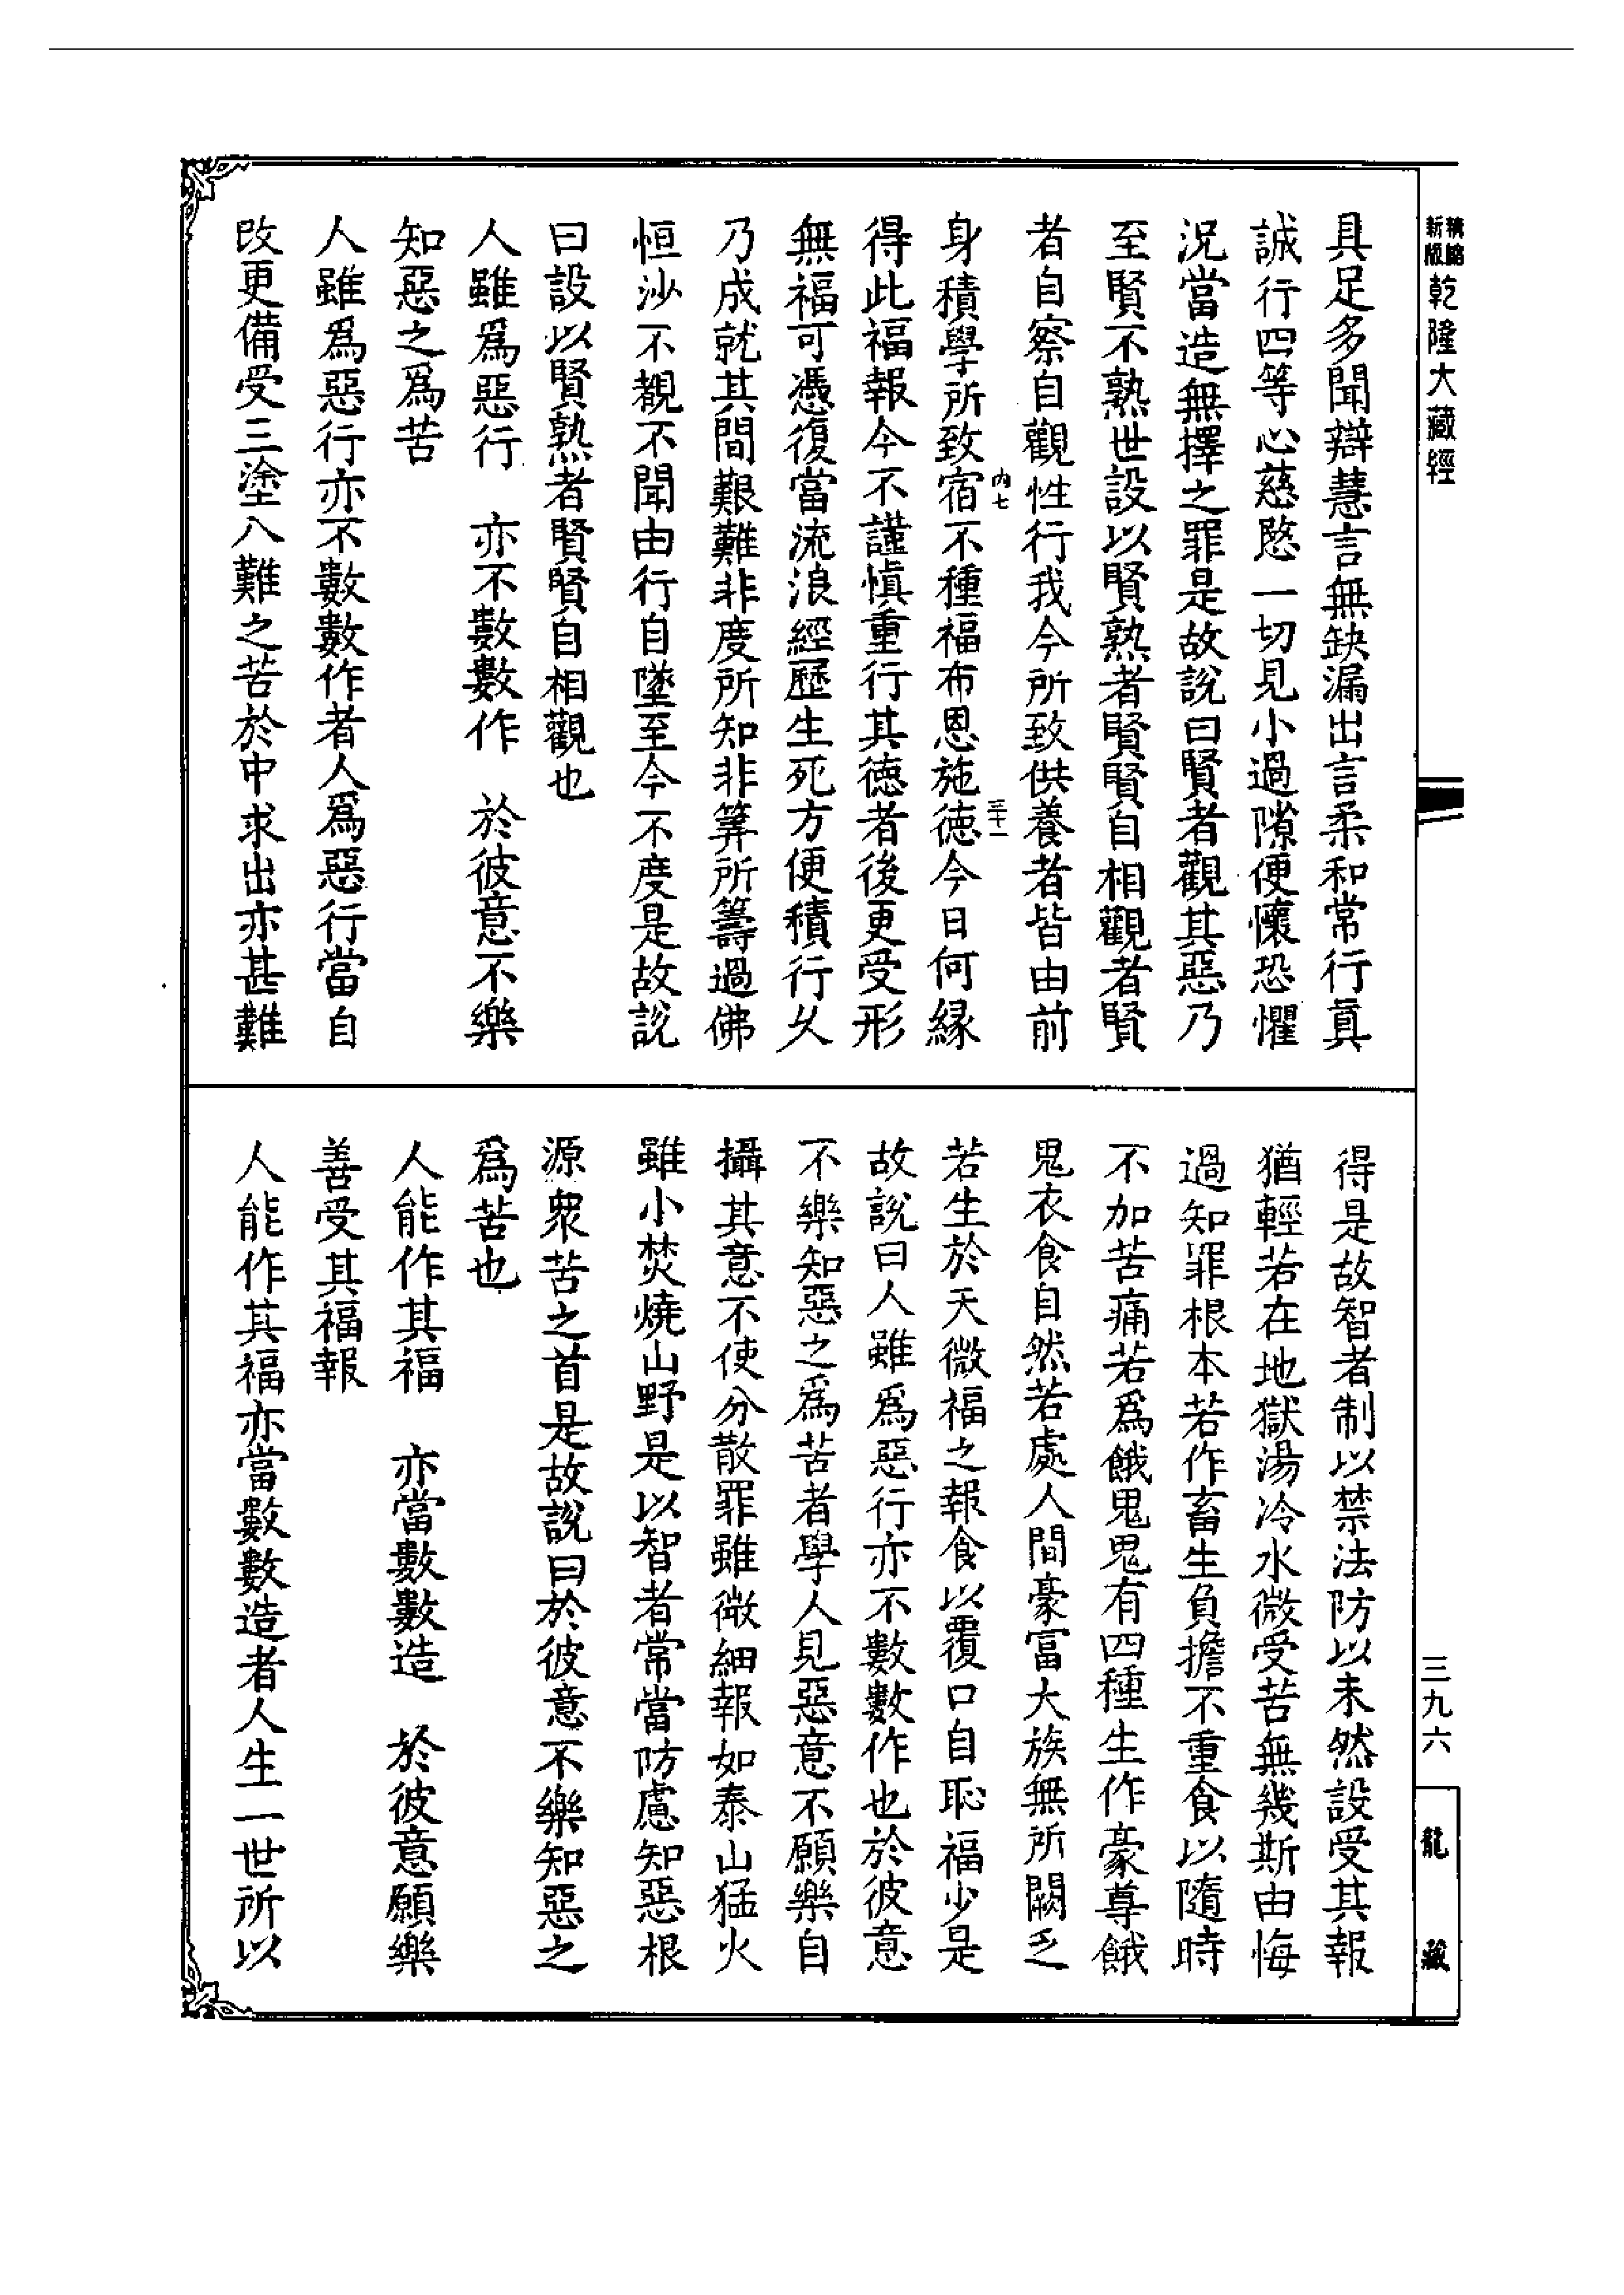 精縮新版乾隆大藏經
具足多聞辯慧言無缺漏出言柔和常行真
誠行四等心慈愍一切見小過隙便懷恐懼
況當造無擇之罪是故說曰賢者觀其惡乃
至賢不熟世設以賢熟者賢賢自相觀者賢
者自察自觀性行我今所致供養者皆由前
內七
三十一
身積學所致宿不種福布恩施德今日何緣
得此福報今不謹慎重行其德者後更受形
無福可憑復當流浪經歷生死方便積行乆
乃成就其間艱難非度所知非筭所籌過佛
恒沙不覩不聞由行自墜至今不度是故說
曰設以賢熟者賢賢自相觀也
人雖爲惡行　亦不數數作　於彼意不樂
知惡之爲苦
人雖爲惡行亦不數數作者人爲惡行當自
改更備受三塗八難之苦於中求出亦甚難
得是故智者制以禁法防以未然設受其報
猶輕若在地獄湯冷水微受苦無幾斯由悔
過知罪根本若作畜生負擔不重食以隨時
不加苦痛若爲餓鬼鬼有四種生作豪尊餓
鬼衣食自然若處人間豪富大族無所闕乏
若生於天微福之報食以覆口自恥福少是
故說曰人雖爲惡行亦不數數作也於彼意
不樂知惡之爲苦者學人見惡意不願樂自
攝其意不使分散罪雖微細報如泰山猛火
雖小焚燒山野是以智者常當防慮知惡根
源衆苦之首是故說曰於彼意不樂知惡之
爲苦也
人能作其福　亦當數數造　於彼意願樂
善受其福報
人能作其福亦當數數造者人生一世所以
三九六
龍藏